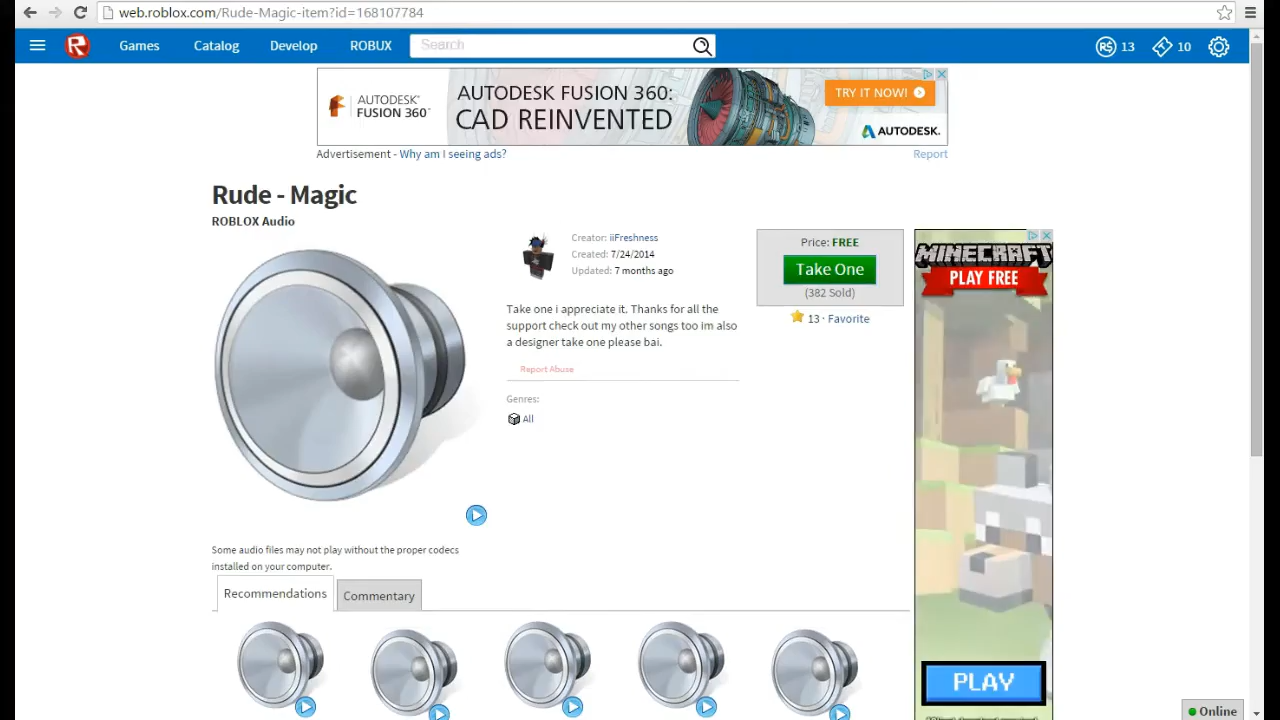 web.roblox.com/Rude-Magic-item?id=168107784
R Games Catalog Develop ROBUX Search R$ 13 10
AUTODESK® FUSION 360™
AUTODESK FUSION 360:
CAD REINVENTED
TRY IT NOW!
AUTODESK.
Advertisement - Why am I seeing ads? Report
Rude - Magic
ROBLOX Audio
Creator: iiFreshness
Created: 7/24/2014
Updated: 7 months ago
Take one i appreciate it. Thanks for all the
support check out my other songs too im also
a designer take one please bai.
Report Abuse
Genres:
All
Price: FREE
Take One
(382 Sold)
13 · Favorite
MINECRAFT
PLAY FREE
PLAY
Some audio files may not play without the proper codecs
installed on your computer.
Recommendations Commentary
Online